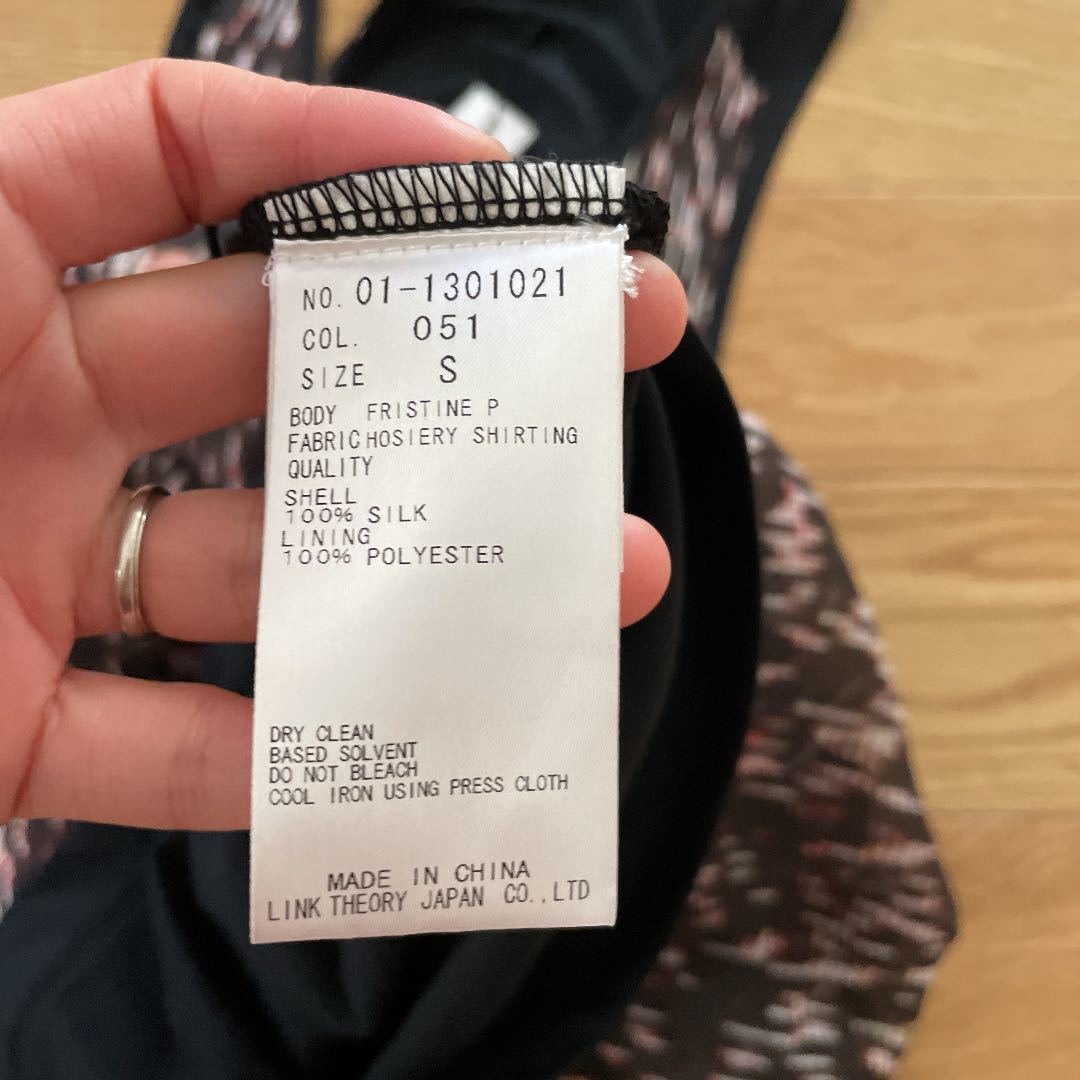 NO. 01-1301021
COL. 051
SIZE S
BODY FRISTINE P
FABRIC HOSIERY SHIRTING
QUALITY
SHELL
100% SILK
LINING
100% POLYESTER
DRY CLEAN
BASED SOLVENT
DO NOT BLEACH
COOL IRON USING PRESS CLOTH
MADE IN CHINA
LINK THEORY JAPAN CO.,LTD